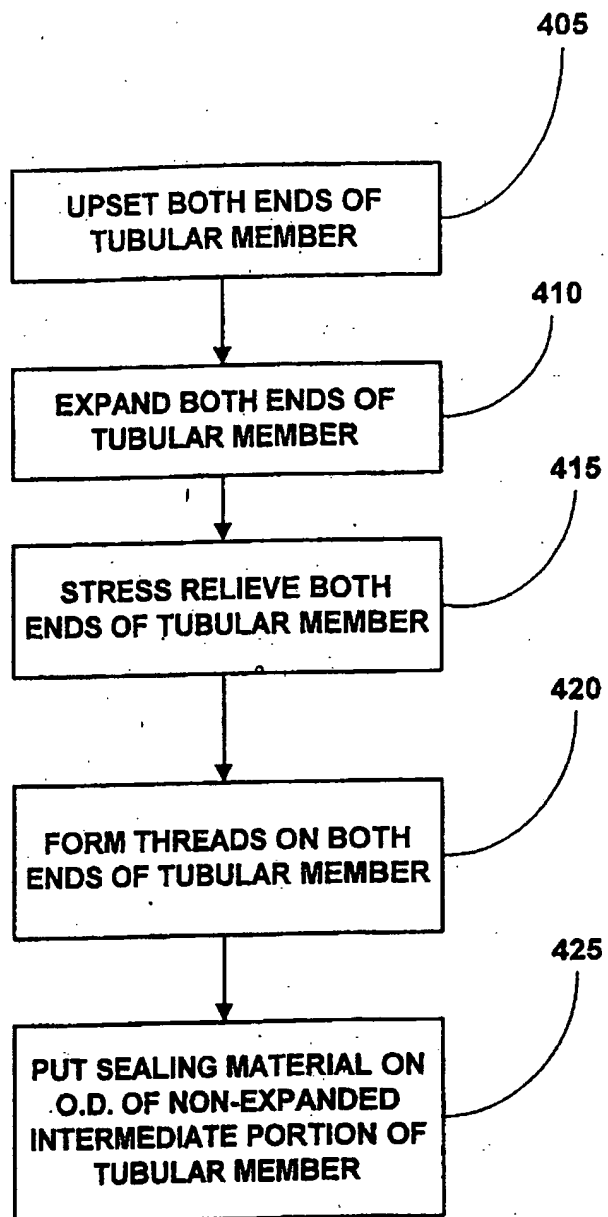 405
UPSET BOTH ENDS OF
TUBULAR MEMBER
410
EXPAND BOTH ENDS OF
TUBULAR MEMBER
415
STRESS RELIEVE BOTH
ENDS OF TUBULAR MEMBER
420
FORM THREADS ON BOTH
ENDS OF TUBULAR MEMBER
425
PUT SEALING MATERIAL ON
O.D. OF NON-EXPANDED
INTERMEDIATE PORTION OF
TUBULAR MEMBER